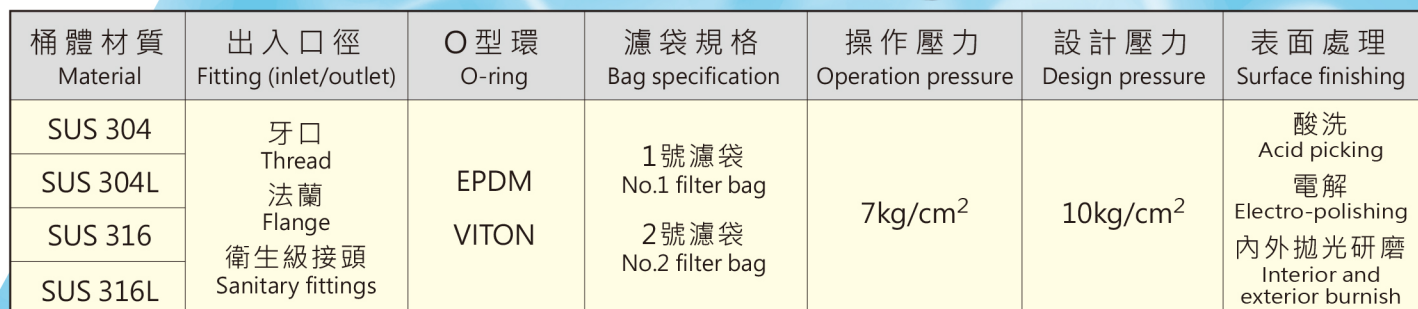 桶體材質
Material
出入口徑
Fitting (inlet/outlet)
O型環
O-ring
濾袋規格
Bag specification
操作壓力
Operation pressure
設計壓力
Design pressure
表面處理
Surface finishing
SUS 304
SUS 304L
SUS 316
SUS 316L
牙口
Thread
法蘭
Flange
衛生級接頭
Sanitary fittings
EPDM
VITON
1號濾袋
No.1 filter bag
2號濾袋
No.2 filter bag
7kg/cm²
10kg/cm²
酸洗
Acid picking
電解
Electro-polishing
內外拋光研磨
Interior and
exterior burnish